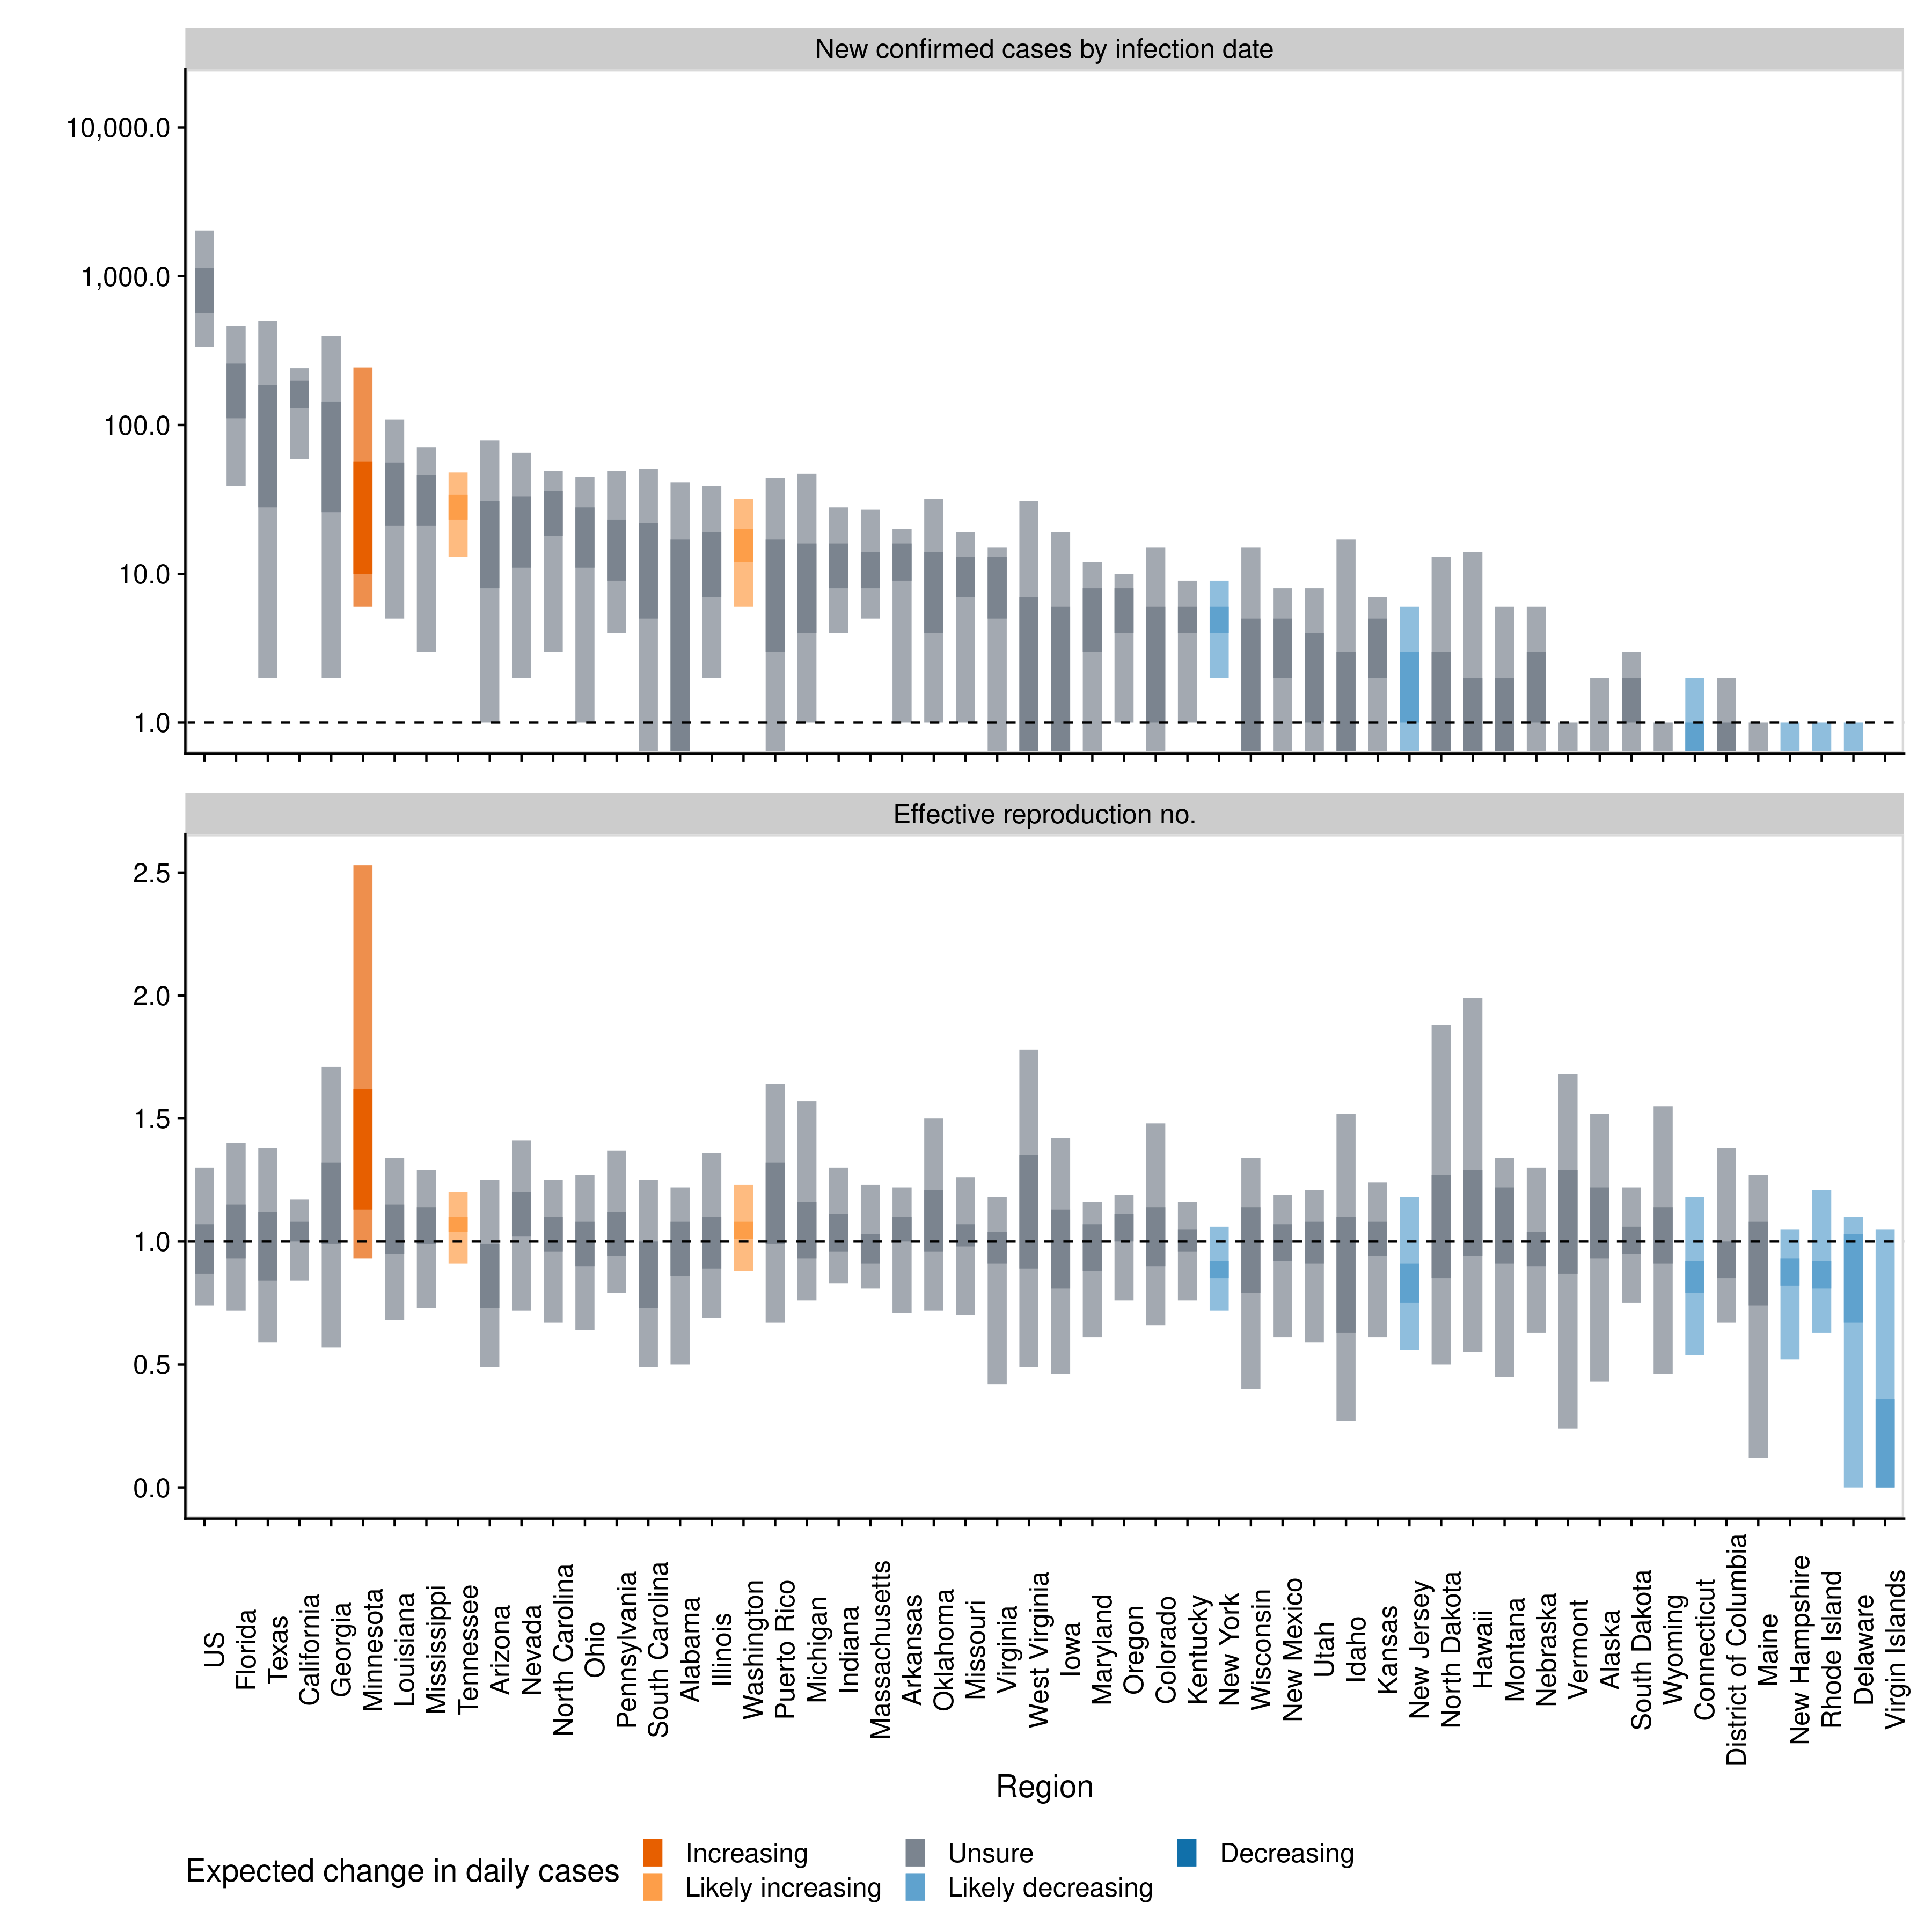 New confirmed cases by infection date
10,000.0
1,000.0
100.0
10.0
1.0
Effective reproduction no.
2.5
2.0
1.5
1.0
0.5
0.0
US
Florida
Texas
California
Georgia
Minnesota
Louisiana
Mississippi
Tennessee
Arizona
Nevada
North Carolina
Ohio
Pennsylvania
South Carolina
Alabama
Illinois
Washington
Puerto Rico
Michigan
Indiana
Massachusetts
Arkansas
Oklahoma
Missouri
Virginia
West Virginia
Iowa
Maryland
Oregon
Colorado
Kentucky
New York
Wisconsin
New Mexico
Utah
Idaho
Kansas
New Jersey
North Dakota
Hawaii
Montana
Nebraska
Vermont
Alaska
South Dakota
Wyoming
Connecticut
District of Columbia
Maine
New Hampshire
Rhode Island
Delaware
Virgin Islands
Region
Expected change in daily cases
Increasing
Likely increasing
Unsure
Likely decreasing
Decreasing